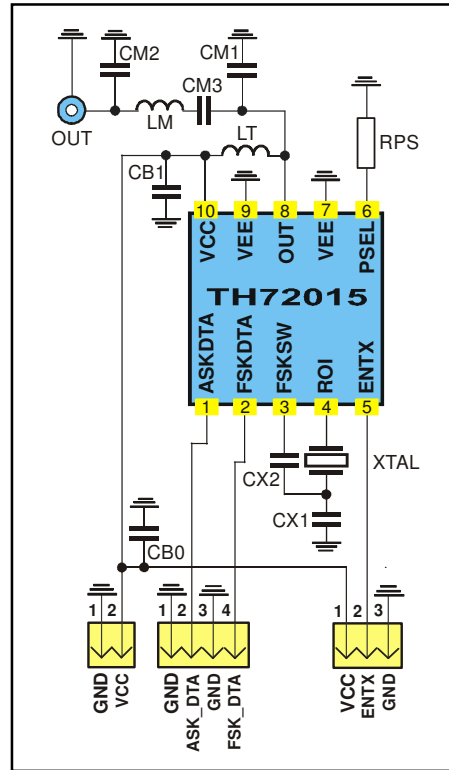 CM2
CM1
CM3
OUT
LM
LT
RPS
CB1
10 9 8 7 6
VCC VEE OUT VEE PSEL
TH72015
ASKDTA FSKDTA FSKSW ROI ENTX
1 2 3 4 5
XTAL
CX2
CX1
CB0
1 2
1 2 3 4
1 2 3
GND VCC
GND ASK_DTA GND FSK_DTA
VCC ENTX GND